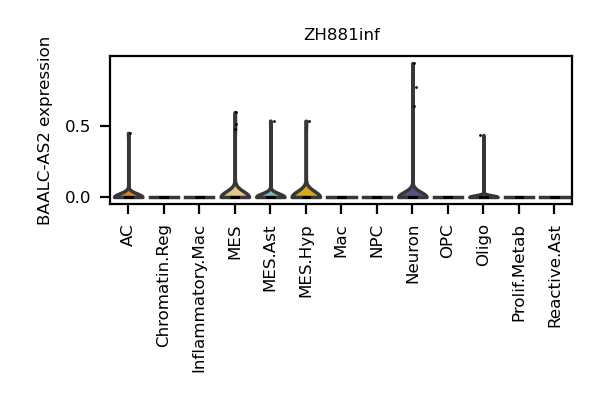 ZH881inf
BAALC-AS2 expression
0.5
0.0
AC
Chromatin.Reg
Inflammatory.Mac
MES
MES.Ast
MES.Hyp
Mac
NPC
Neuron
OPC
Oligo
Prolif.Metab
Reactive.Ast